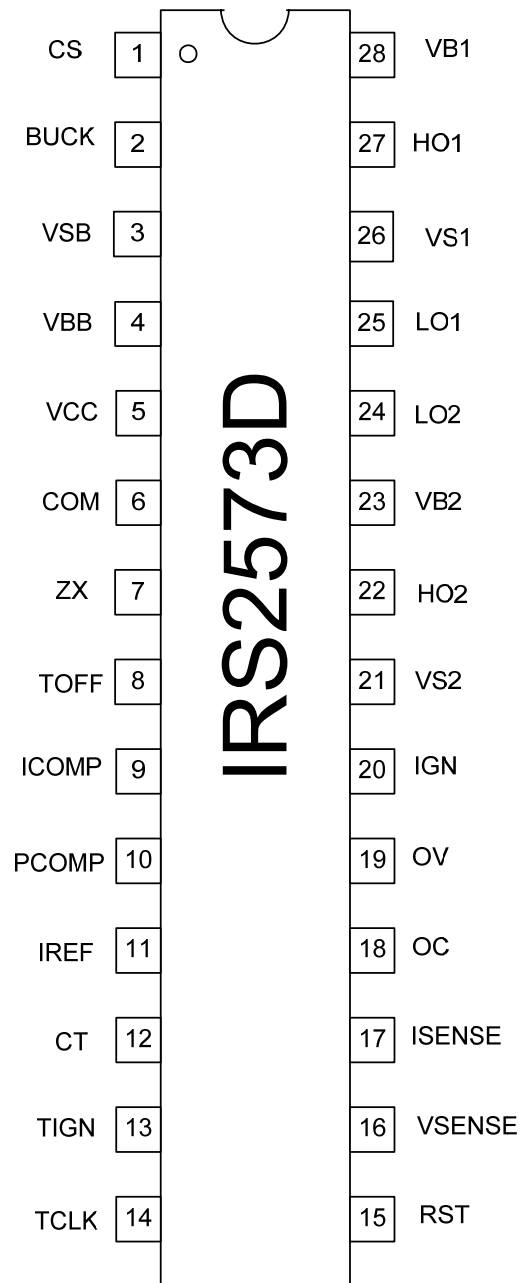 CS 1 28 VB1
BUCK 2 27 HO1
VSB 3 26 VS1
VBB 4 25 LO1
VCC 5 24 LO2
COM 6 23 VB2
ZX 7 22 HO2
TOFF 8 21 VS2
ICOMP 9 20 IGN
PCOMP 10 19 OV
IREF 11 18 OC
CT 12 17 ISENSE
TIGN 13 16 VSENSE
TCLK 14 15 RST
IRS2573D